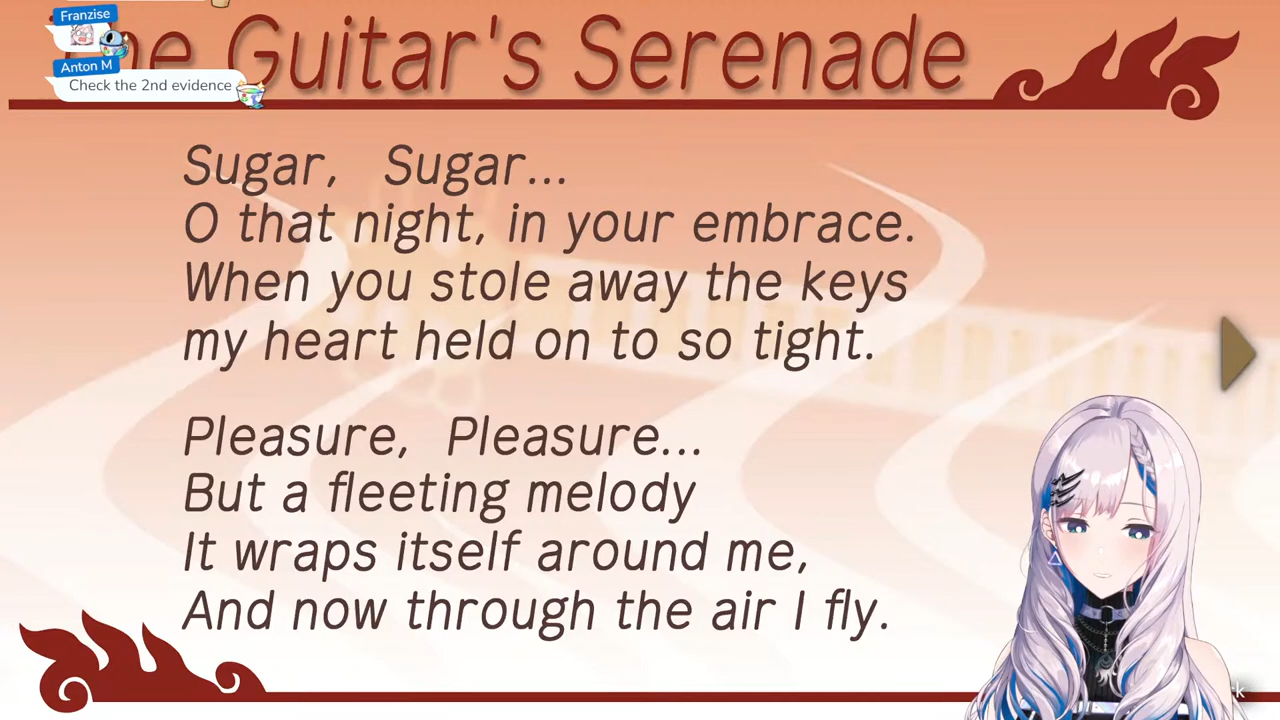 Franzise
Anton M
Check the 2nd evidence
Guitar's Serenade
Sugar, Sugar...
O that night, in your embrace.
When you stole away the keys
my heart held on to so tight.
Pleasure, Pleasure...
But a fleeting melody
It wraps itself around me,
And now through the air I fly.